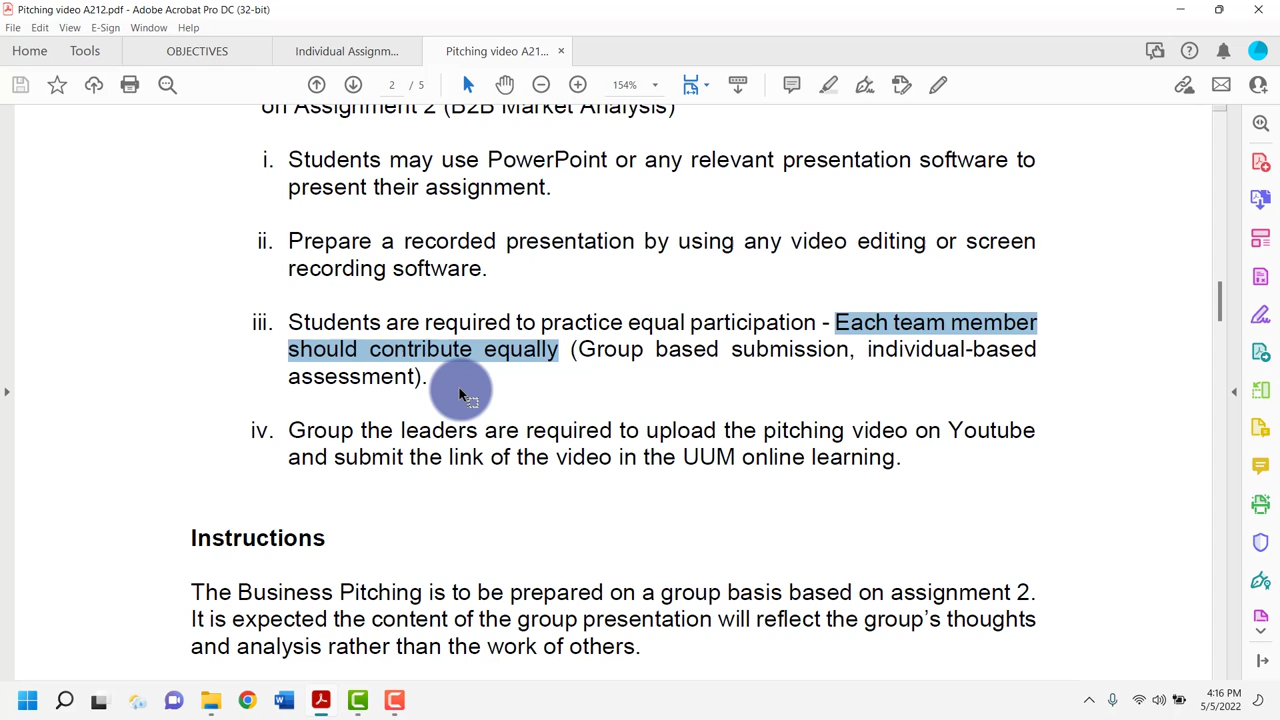 Pitching video A212.pdf - Adobe Acrobat Pro DC (32-bit)
File Edit View E-Sign Window Help
Home Tools OBJECTIVES Individual Assignm... Pitching video A21...
2 / 5 154%
on Assignment 2 (B2B Market Analysis)
i. Students may use PowerPoint or any relevant presentation software to
present their assignment.
ii. Prepare a recorded presentation by using any video editing or screen
recording software.
iii. Students are required to practice equal participation - Each team member
should contribute equally (Group based submission, individual-based
assessment).
iv. Group the leaders are required to upload the pitching video on Youtube
and submit the link of the video in the UUM online learning.
Instructions
The Business Pitching is to be prepared on a group basis based on assignment 2.
It is expected the content of the group presentation will reflect the group’s thoughts
and analysis rather than the work of others.
4:16 PM
5/5/2022